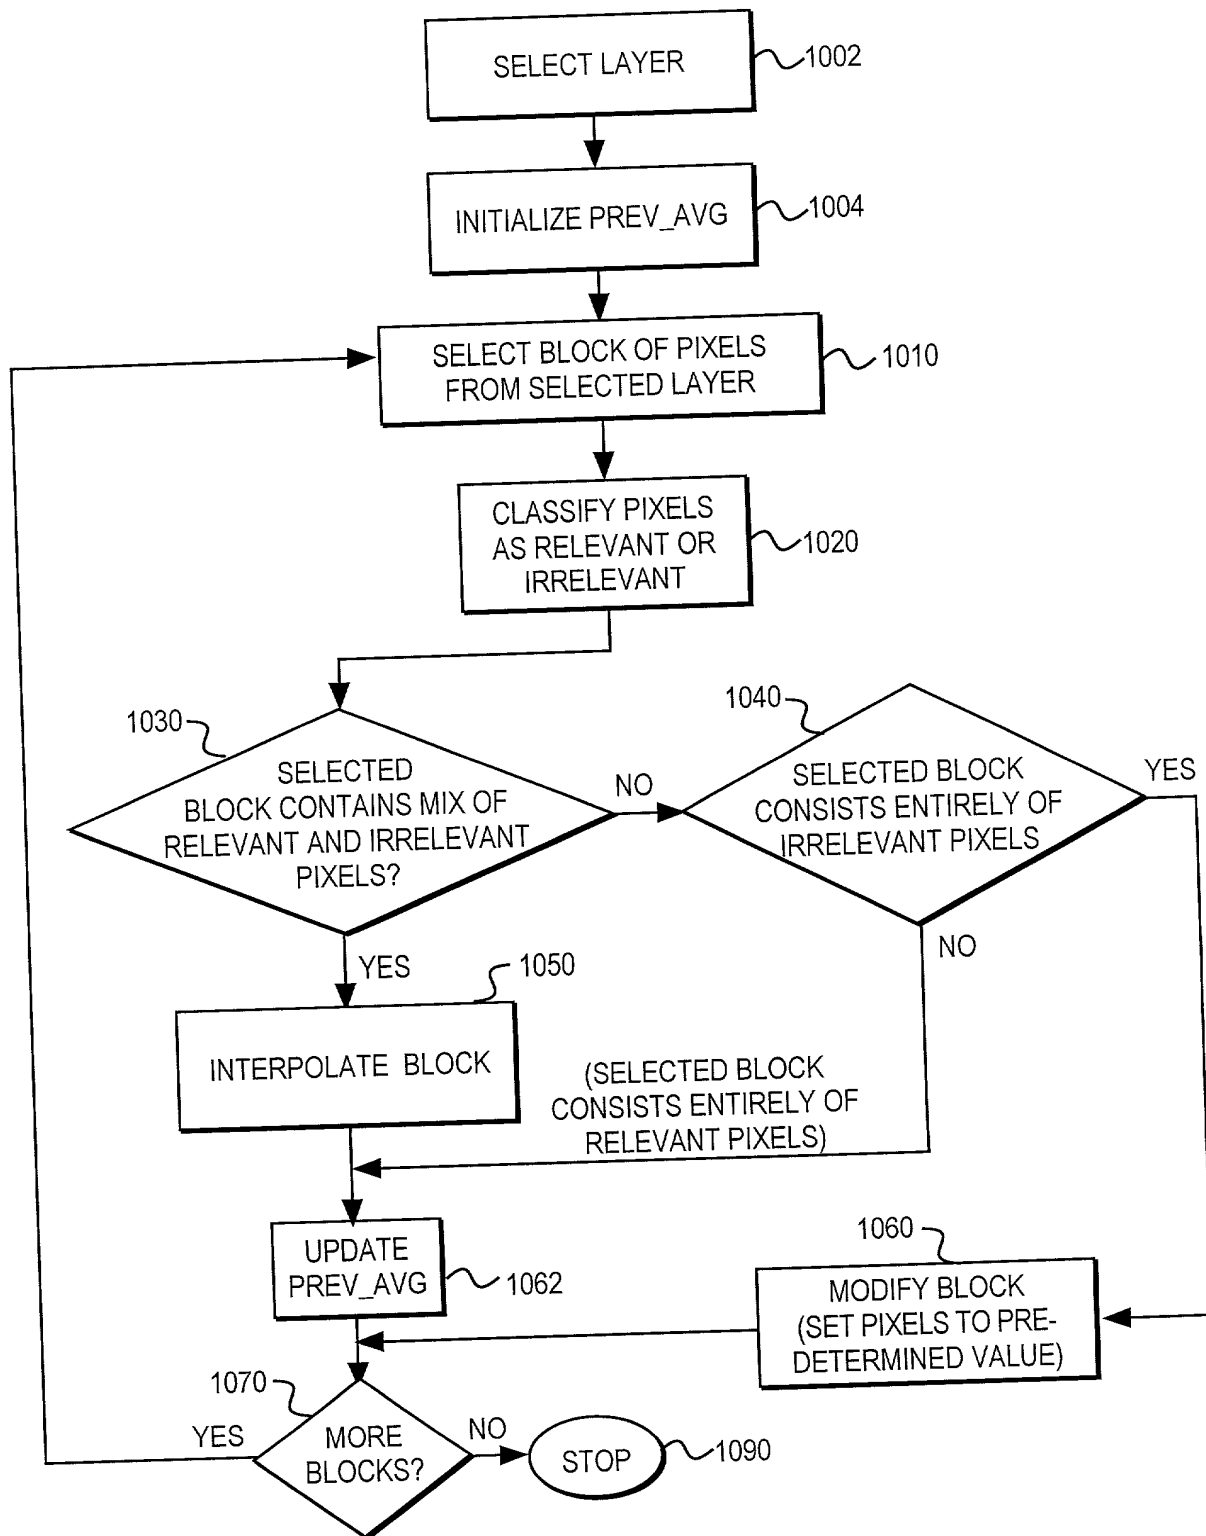 SELECT LAYER
1002
INITIALIZE PREV_AVG
1004
SELECT BLOCK OF PIXELS
FROM SELECTED LAYER
1010
CLASSIFY PIXELS
AS RELEVANT OR
IRRELEVANT
1020
1030
SELECTED
BLOCK CONTAINS MIX OF
RELEVANT AND IRRELEVANT
PIXELS?
NO
1040
SELECTED BLOCK
CONSISTS ENTIRELY OF
IRRELEVANT PIXELS
YES
NO
YES
1050
INTERPOLATE BLOCK
(SELECTED BLOCK
CONSISTS ENTIRELY OF
RELEVANT PIXELS)
UPDATE
PREV_AVG
1062
1060
MODIFY BLOCK
(SET PIXELS TO PRE-
DETERMINED VALUE)
1070
YES
MORE
BLOCKS?
NO
STOP
1090